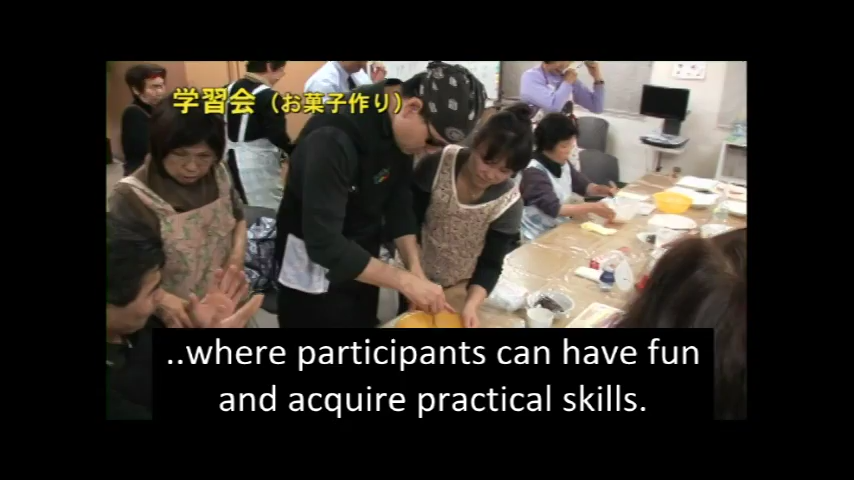 学習会（お菓子作り）
..where participants can have fun
and acquire practical skills.